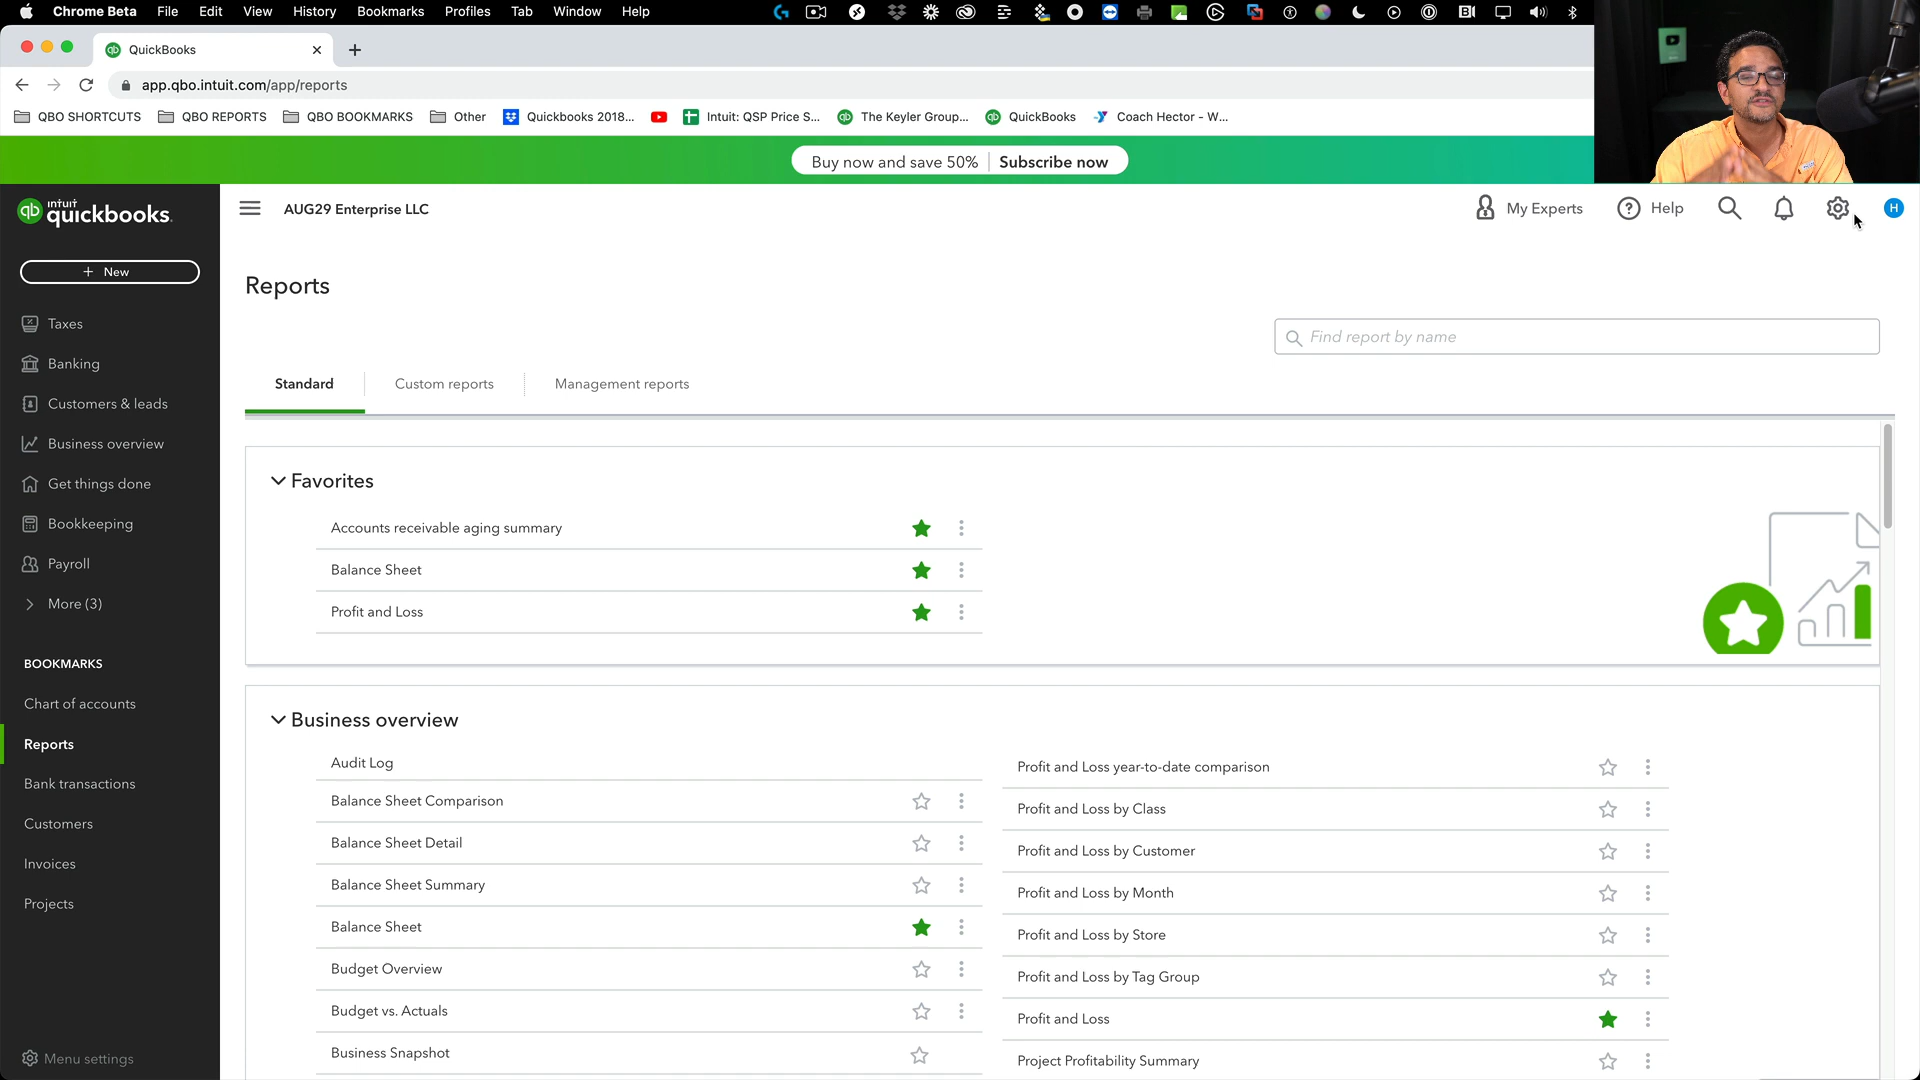 Chrome Beta File Edit View History Bookmarks Profiles Tab Window Help
QuickBooks
app.qbo.intuit.com/app/reports
QBO SHORTCUTS QBO REPORTS QBO BOOKMARKS Other Quickbooks 2018... Intuit: QSP Price S... The Keyler Group... QuickBooks Coach Hector - W...
Buy now and save 50% Subscribe now
intuit
quickbooks.
AUG29 Enterprise LLC
My Experts
Help
H
+ New
Taxes
Banking
Customers & leads
Business overview
Get things done
Bookkeeping
Payroll
More (3)
BOOKMARKS
Chart of accounts
Reports
Bank transactions
Customers
Invoices
Projects
Menu settings
Reports
Find report by name
Standard
Custom reports
Management reports
Favorites
Accounts receivable aging summary
Balance Sheet
Profit and Loss
Business overview
Audit Log
Balance Sheet Comparison
Balance Sheet Detail
Balance Sheet Summary
Balance Sheet
Budget Overview
Budget vs. Actuals
Business Snapshot
Profit and Loss year-to-date comparison
Profit and Loss by Class
Profit and Loss by Customer
Profit and Loss by Month
Profit and Loss by Store
Profit and Loss by Tag Group
Profit and Loss
Project Profitability Summary